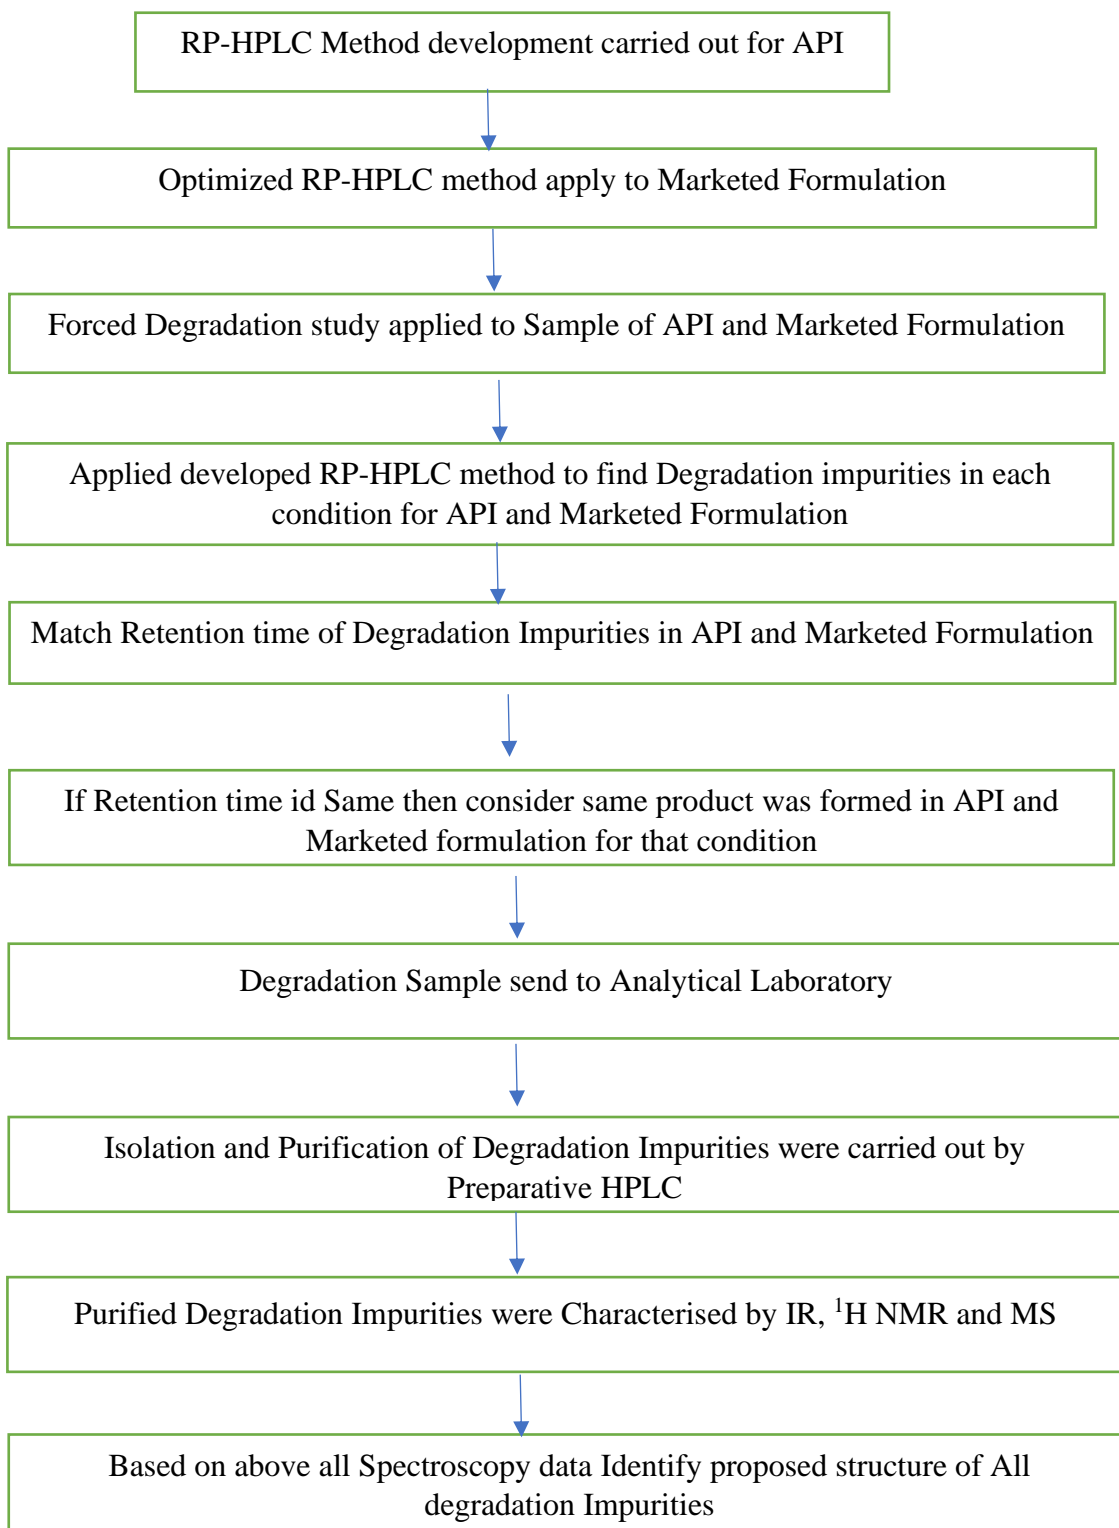 RP-HPLC Method development carried out for API
Optimized RP-HPLC method apply to Marketed Formulation
Forced Degradation study applied to Sample of API and Marketed Formulation
Applied developed RP-HPLC method to find Degradation impurities in each
condition for API and Marketed Formulation
Match Retention time of Degradation Impurities in API and Marketed Formulation
If Retention time id Same then consider same product was formed in API and
Marketed formulation for that condition
Degradation Sample send to Analytical Laboratory
Isolation and Purification of Degradation Impurities were carried out by
Preparative HPLC
Purified Degradation Impurities were Characterised by IR, ¹H NMR and MS
Based on above all Spectroscopy data Identify proposed structure of All
degradation Impurities